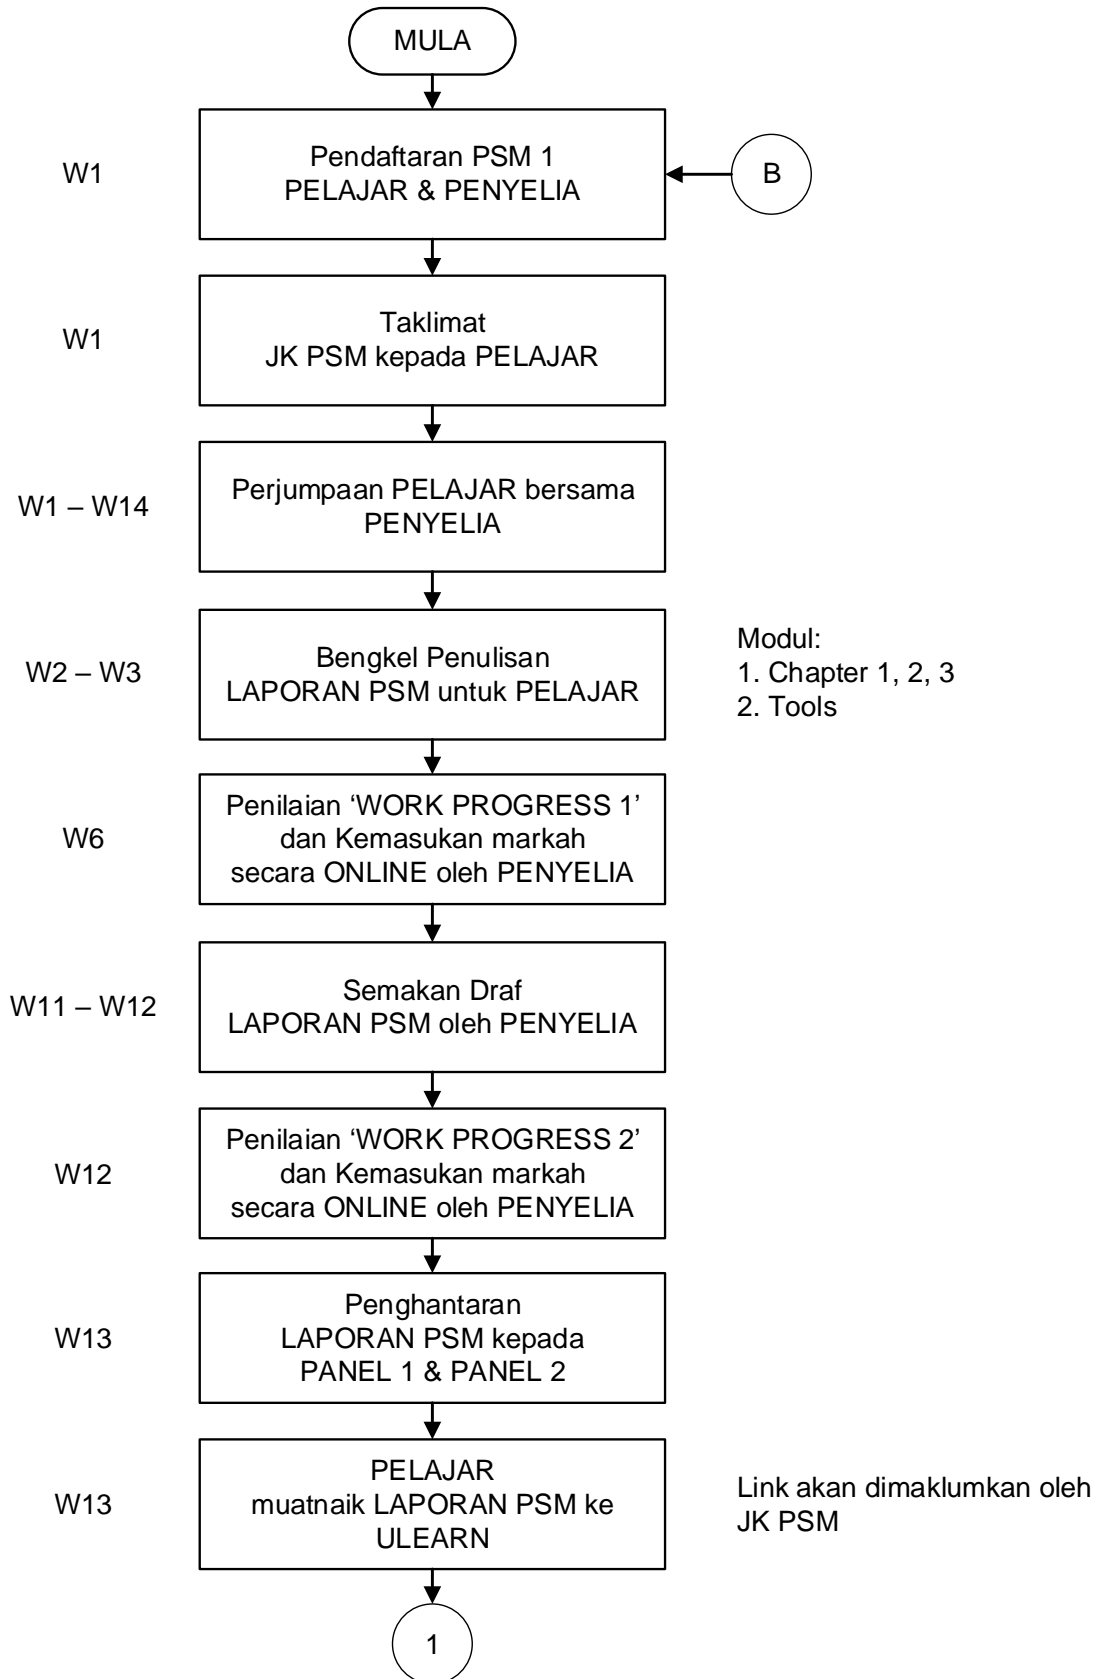 MULA
W1
Pendaftaran PSM 1
PELAJAR & PENYELIA
B
W1
Taklimat
JK PSM kepada PELAJAR
W1 – W14
Perjumpaan PELAJAR bersama
PENYELIA
W2 – W3
Bengkel Penulisan
LAPORAN PSM untuk PELAJAR
Modul:
1. Chapter 1, 2, 3
2. Tools
W6
Penilaian ‘WORK PROGRESS 1’
dan Kemasukan markah
secara ONLINE oleh PENYELIA
W11 – W12
Semakan Draf
LAPORAN PSM oleh PENYELIA
W12
Penilaian ‘WORK PROGRESS 2’
dan Kemasukan markah
secara ONLINE oleh PENYELIA
W13
Penghantaran
LAPORAN PSM kepada
PANEL 1 & PANEL 2
W13
PELAJAR
muatnaik LAPORAN PSM ke
ULEARN
Link akan dimaklumkan oleh
JK PSM
1